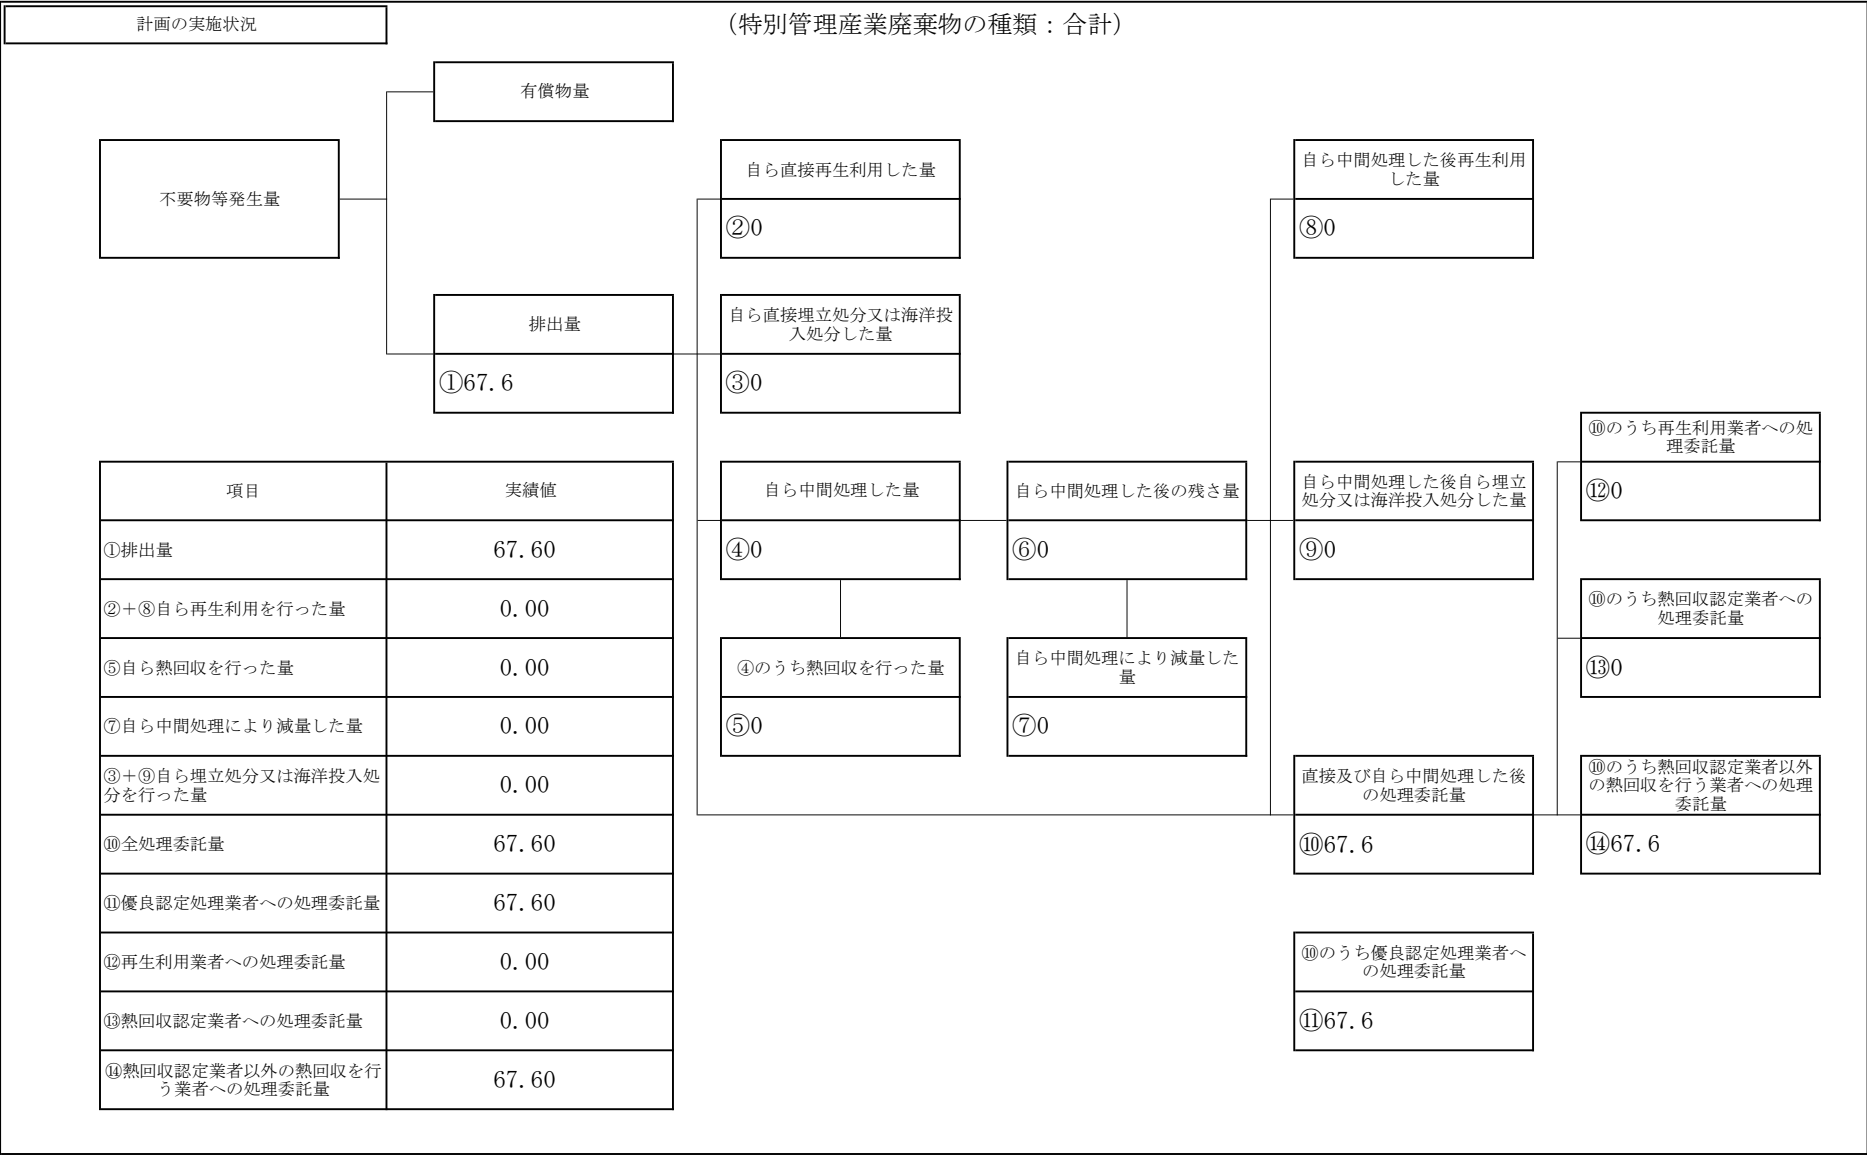 計画の実施状況
（特別管理産業廃棄物の種類：合計）
有償物量
不要物等発生量
自ら直接再生利用した量
②0
自ら中間処理した後再生利用
した量
⑧0
排出量
①67.6
自ら直接埋立処分又は海洋投
入処分した量
③0
項目 実績値
①排出量 67.60
②＋⑧自ら再生利用を行った量 0.00
⑤自ら熱回収を行った量 0.00
⑦自ら中間処理により減量した量 0.00
③＋⑨自ら埋立処分又は海洋投入処
分を行った量 0.00
⑩全処理委託量 67.60
⑪優良認定処理業者への処理委託量 67.60
⑫再生利用業者への処理委託量 0.00
⑬熱回収認定業者への処理委託量 0.00
⑭熱回収認定業者以外の熱回収を行
う業者への処理委託量 67.60
自ら中間処理した量
④0
④のうち熱回収を行った量
⑤0
自ら中間処理した後の残さ量
⑥0
自ら中間処理により減量した
量
⑦0
自ら中間処理した後自ら埋立
処分又は海洋投入処分した量
⑨0
直接及び自ら中間処理した後
の処理委託量
⑩67.6
⑩のうち優良認定処理業者へ
の処理委託量
⑪67.6
⑩のうち再生利用業者への処
理委託量
⑫0
⑩のうち熱回収認定業者への
処理委託量
⑬0
⑩のうち熱回収認定業者以外
の熱回収を行う業者への処理
委託量
⑭67.6